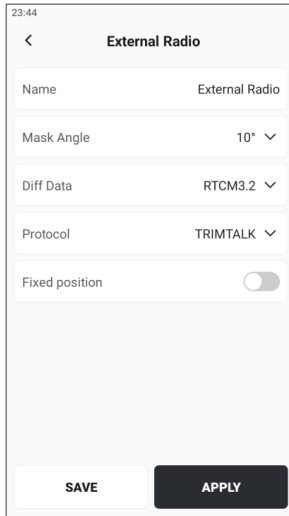 23:44
External Radio
Name External Radio
Mask Angle 10°
Diff Data RTCM3.2
Protocol TRIMTALK
Fixed position
SAVE APPLY